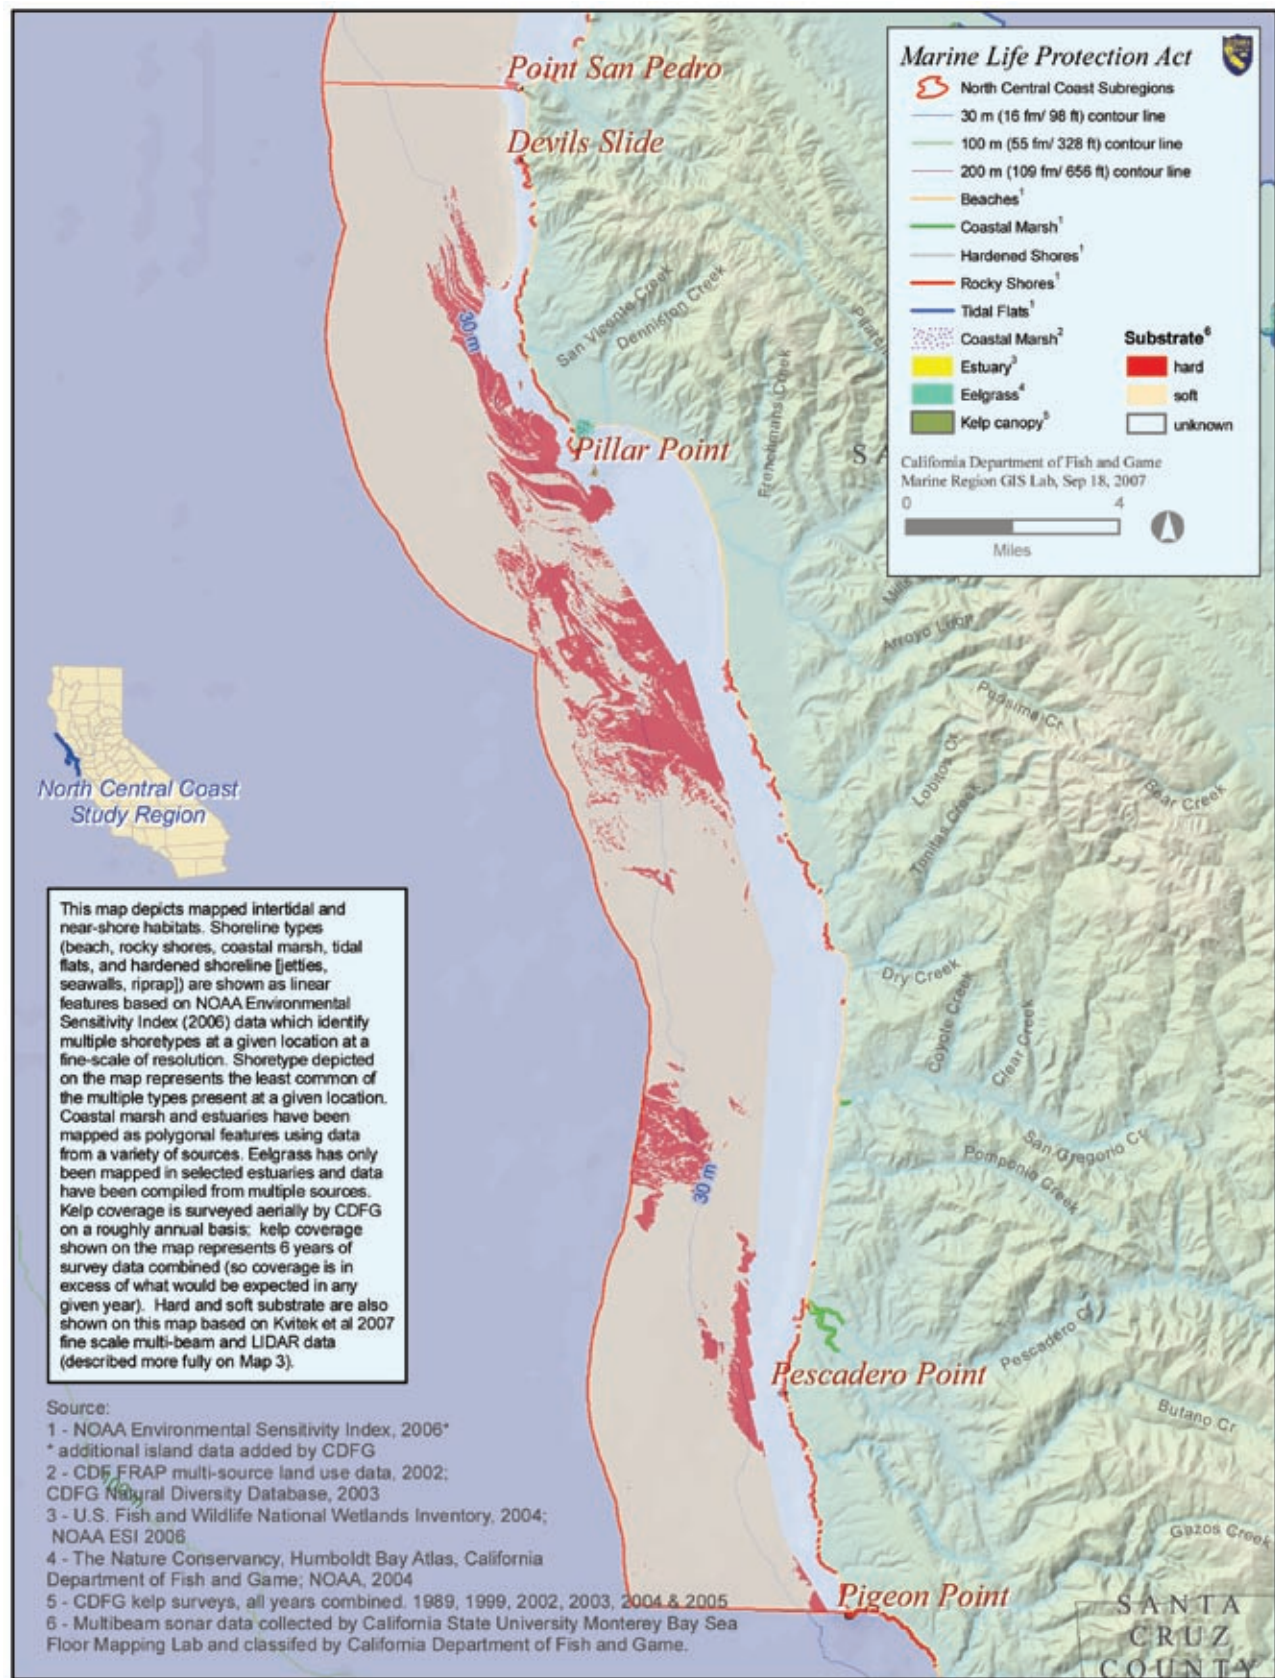 Point San Pedro
Devils Slide
Marine Life Protection Act
North Central Coast Subregions
30 m (16 fm/ 98 ft) contour line
100 m (55 fm/ 328 ft) contour line
200 m (109 fm/ 656 ft) contour line
Beaches1
Coastal Marsh1
Hardened Shores1
Rocky Shores1
Tidal Flats1
Coastal Marsh2
Estuary3
Eelgrass4
Kelp canopy5
Substrate6
hard
soft
unknown
California Department of Fish and Game
Marine Region GIS Lab, Sep 18, 2007
0 4
Miles
San Vicente Creek
Denniston Creek
Frenchmans Creek
30 m
Pillar Point
Arroyo Leon
Purisima Cr
Lobitos Cr
Tunitas Creek
Bear Creek
North Central Coast
Study Region
This map depicts mapped intertidal and
near-shore habitats. Shoreline types
(beach, rocky shores, coastal marsh, tidal
flats, and hardened shoreline [jetties,
seawalls, riprap]) are shown as linear
features based on NOAA Environmental
Sensitivity Index (2006) data which identify
multiple shoretypes at a given location at a
fine-scale of resolution. Shoretype depicted
on the map represents the least common of
the multiple types present at a given location.
Coastal marsh and estuaries have been
mapped as polygonal features using data
from a variety of sources. Eelgrass has only
been mapped in selected estuaries and data
have been compiled from multiple sources.
Kelp coverage is surveyed aerially by CDFG
on a roughly annual basis; kelp coverage
shown on the map represents 6 years of
survey data combined (so coverage is in
excess of what would be expected in any
given year). Hard and soft substrate are also
shown on this map based on Kvitek et al 2007
fine scale multi-beam and LIDAR data
(described more fully on Map 3).
Dry Creek
Coyote Creek
Clear Creek
San Gregorio Cr
Pomponio Creek
30 m
Pescadero Cr
Pescadero Point
Butano Cr
Gazos Creek
Pigeon Point
SANTA
CRUZ
COUNTY
Source:
1 - NOAA Environmental Sensitivity Index, 2006*
* additional island data added by CDFG
2 - CDF FRAP multi-source land use data, 2002;
CDFG Natural Diversity Database, 2003
100 m
3 - U.S. Fish and Wildlife National Wetlands Inventory, 2004;
NOAA ESI 2006
4 - The Nature Conservancy, Humboldt Bay Atlas, California
Department of Fish and Game; NOAA, 2004
5 - CDFG kelp surveys, all years combined. 1989, 1999, 2002, 2003, 2004 & 2005
6 - Multibeam sonar data collected by California State University Monterey Bay Sea
Floor Mapping Lab and classifed by California Department of Fish and Game.